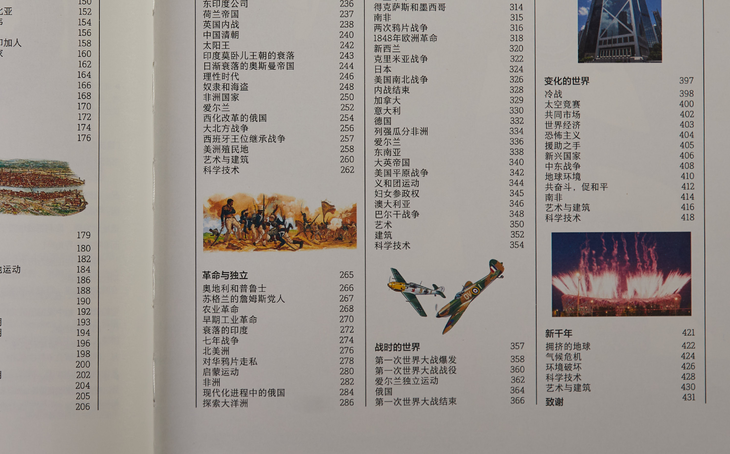 150
152
154
156
158
160
162
164
166
168
170
172
174
176
179
180
182
184
186
188
190
192
193
194
196
198
200
202
204
206
东印度公司 236
荷兰帝国 237
英国内战 238
中国清朝 240
太阳王 242
印度莫卧儿王朝的衰落 243
日渐衰落的奥斯曼帝国 244
理性时代 246
奴隶和海盗 248
非洲国家 250
爱尔兰 252
西化改革的俄国 254
大北方战争 256
西班牙王位继承战争 257
美洲殖民地 258
艺术与建筑 260
科学技术 262
革命与独立 265
奥地利和普鲁士 266
苏格兰的詹姆斯党人 267
农业革命 268
早期工业革命 270
衰落的印度 272
七年战争 274
北美洲 276
对华鸦片走私 278
启蒙运动 280
非洲 282
现代化进程中的俄国 284
探索大洋洲 286
得克萨斯和墨西哥 314
南非 315
两次鸦片战争 316
1848年欧洲革命 318
新西兰 320
克里米亚战争 322
日本 324
美国南北战争 326
内战结束 328
加拿大 329
意大利 330
德国 332
列强瓜分非洲 334
爱尔兰 336
东南亚 338
大英帝国 340
美国平原战争 342
义和团运动 344
妇女参政权 345
澳大利亚 346
巴尔干战争 348
艺术 350
建筑 352
科学技术 354
战时的世界 357
第一次世界大战爆发 358
第一次世界大战战役 360
爱尔兰独立运动 362
俄国 364
第一次世界大战结束 366
变化的世界 397
冷战 398
太空竞赛 400
共同市场 402
世界经济 403
恐怖主义 404
援助之手 405
新兴国家 406
中东战争 408
地球环境 410
共奋斗，促和平 412
南非 414
艺术与建筑 416
科学技术 418
新千年 421
拥挤的地球 422
气候危机 424
环境破坏 426
科学技术 428
艺术与建筑 430
致谢 431